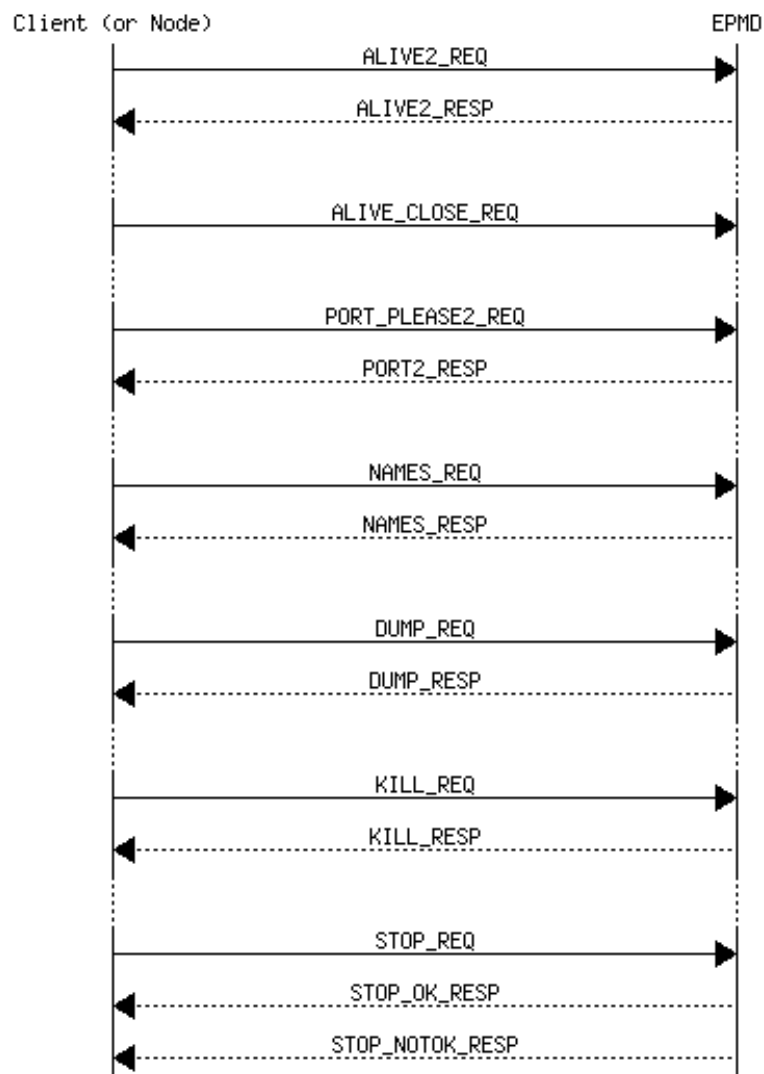 Client (or Node) EPMD
ALIVE2_REQ
ALIVE2_RESP
ALIVE_CLOSE_REQ
PORT_PLEASE2_REQ
PORT2_RESP
NAMES_REQ
NAMES_RESP
DUMP_REQ
DUMP_RESP
KILL_REQ
KILL_RESP
STOP_REQ
STOP_OK_RESP
STOP_NOTOK_RESP